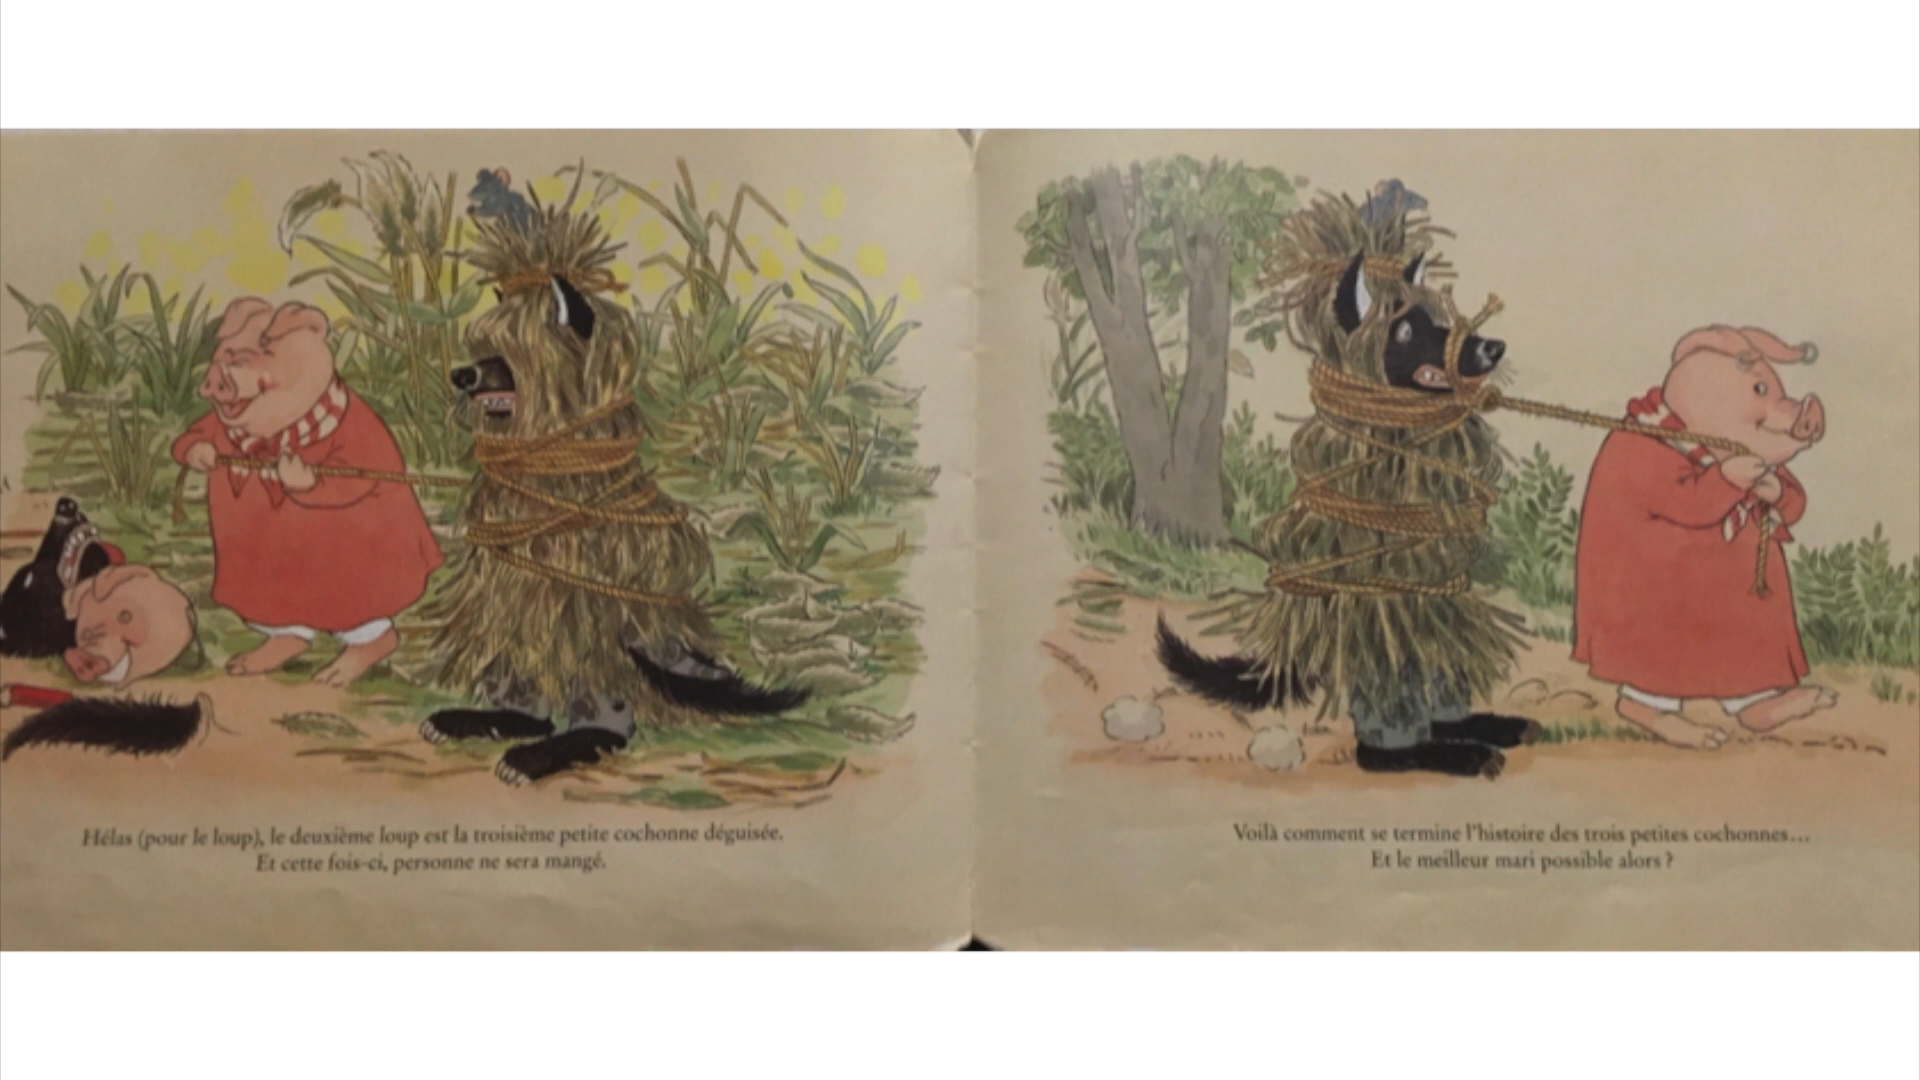 Hélas (pour le loup), le deuxième loup est la troisième petite cochonne déguisée.
Et cette fois-ci, personne ne sera mangé.
Voilà comment se termine l'histoire des trois petites cochonnes...
Et le meilleur mari possible alors ?